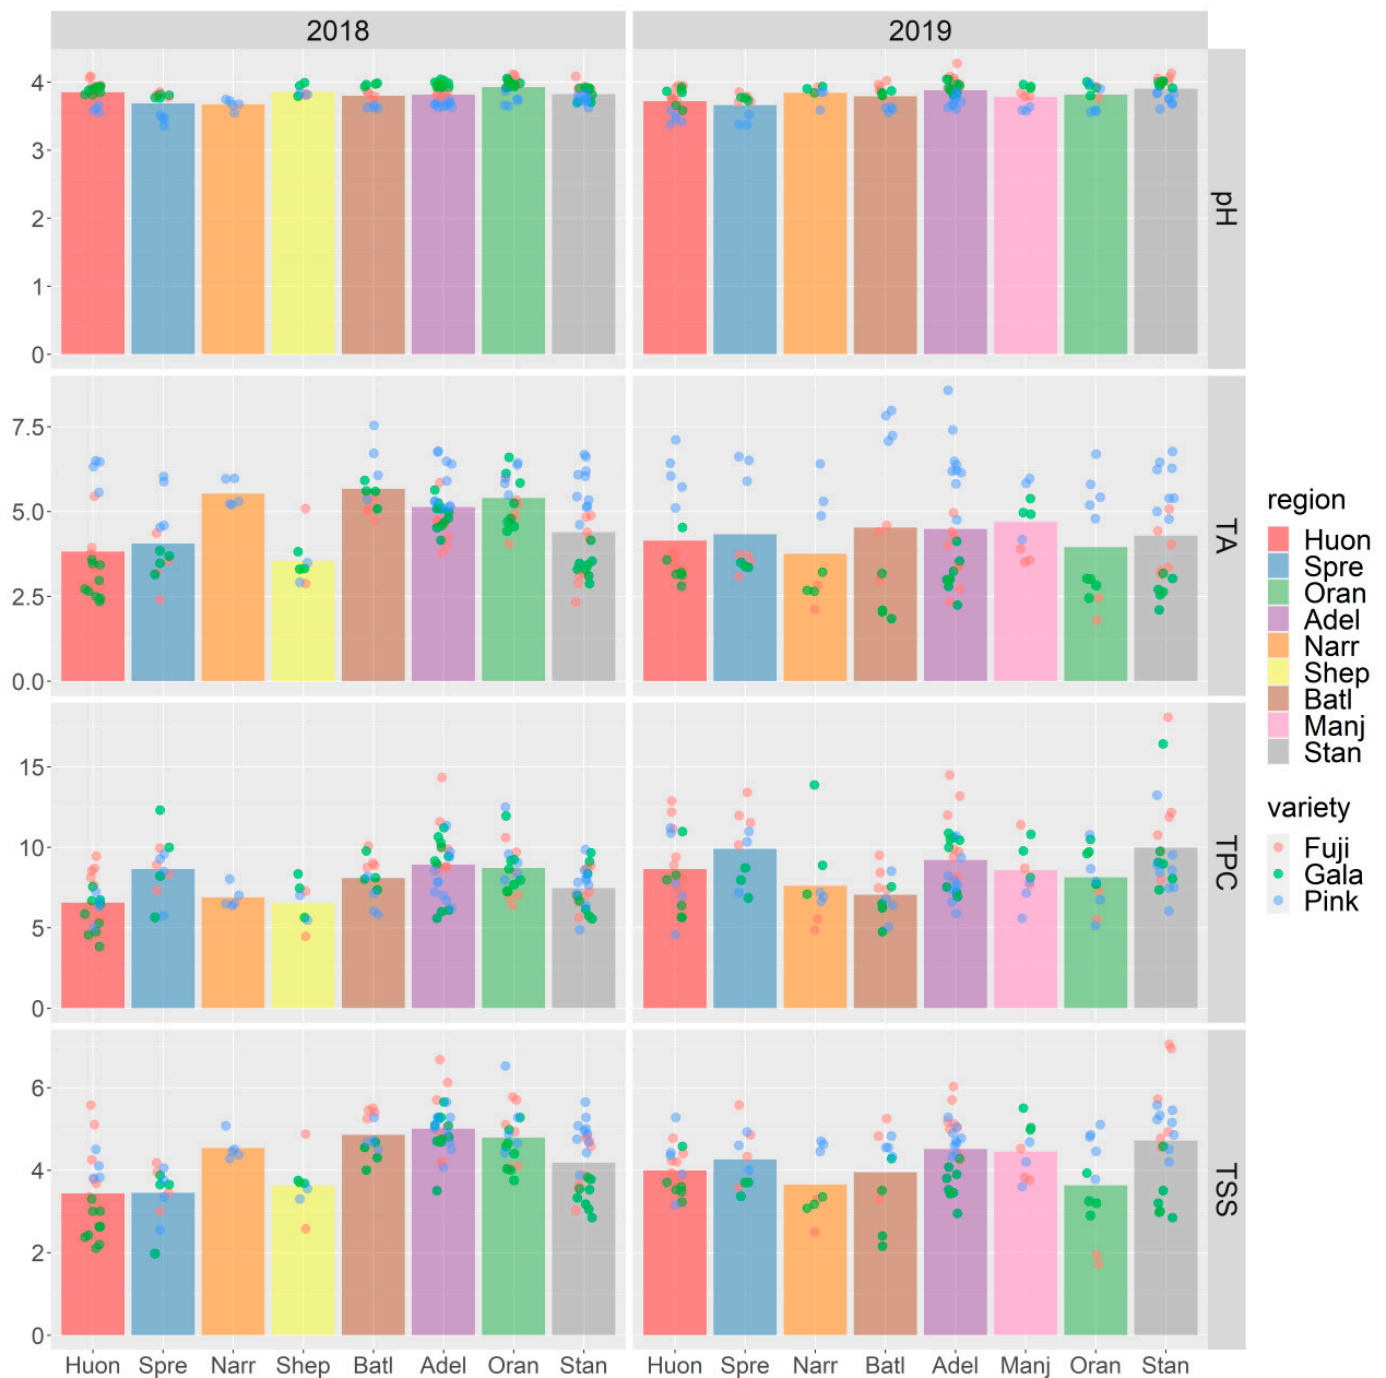 2018 2019
4
3
2
1
0
pH
7.5
5.0
2.5
0.0
TA
15
10
5
0
TPC
6
4
2
0
TSS
Huon Spre Narr Shep Batl Adel Oran Stan Huon Spre Narr Batl Adel Manj Oran Stan
region
Huon
Spre
Oran
Adel
Narr
Shep
Batl
Manj
Stan
variety
Fuji
Gala
Pink